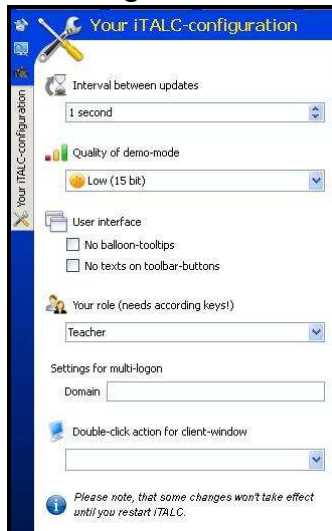 Your iTALC-configuration
Your iTALC-configuration
Interval between updates
1 second
Quality of demo-mode
Low (15 bit)
User interface
No balloon-tooltips
No texts on toolbar-buttons
Your role (needs according keys!)
Teacher
Settings for multi-logon
Domain
Double-click action for client-window
Please note, that some changes won't take effect
until you restart iTALC.